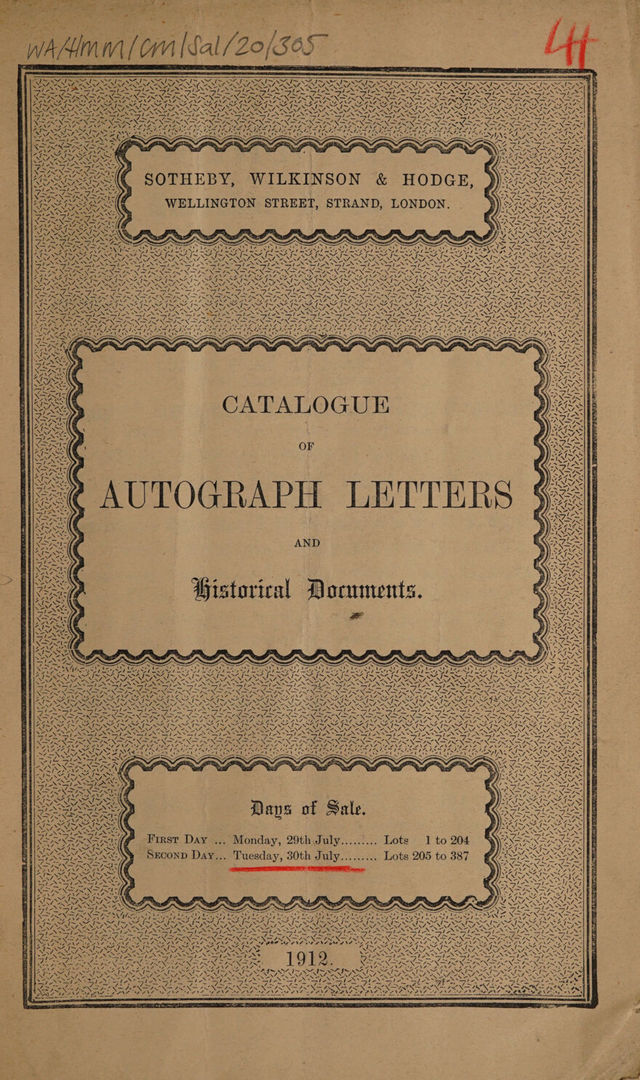 WA/HMM/CM/Sal/20/305
SOTHEBY, WILKINSON & HODGE,
WELLINGTON STREET, STRAND, LONDON.
CATALOGUE
OF
AUTOGRAPH LETTERS
AND
Historical Documents.
Days of Sale.
FIRST DAY ... Monday, 29th July......... Lots 1 to 204
SECOND DAY... Tuesday, 30th July......... Lots 205 to 387
1912.